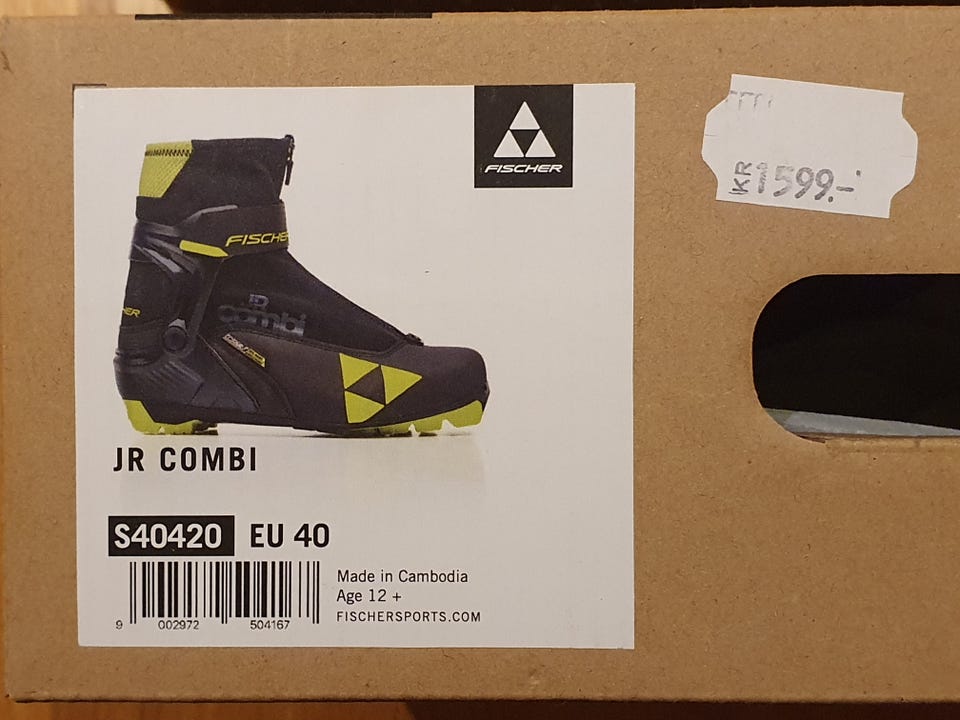 FISCHER
KR 1599.-
FISCHER
JR
combi
JR COMBI
S40420 EU 40
Made in Cambodia
Age 12 +
FISCHERSPORTS.COM
9 002972 504167